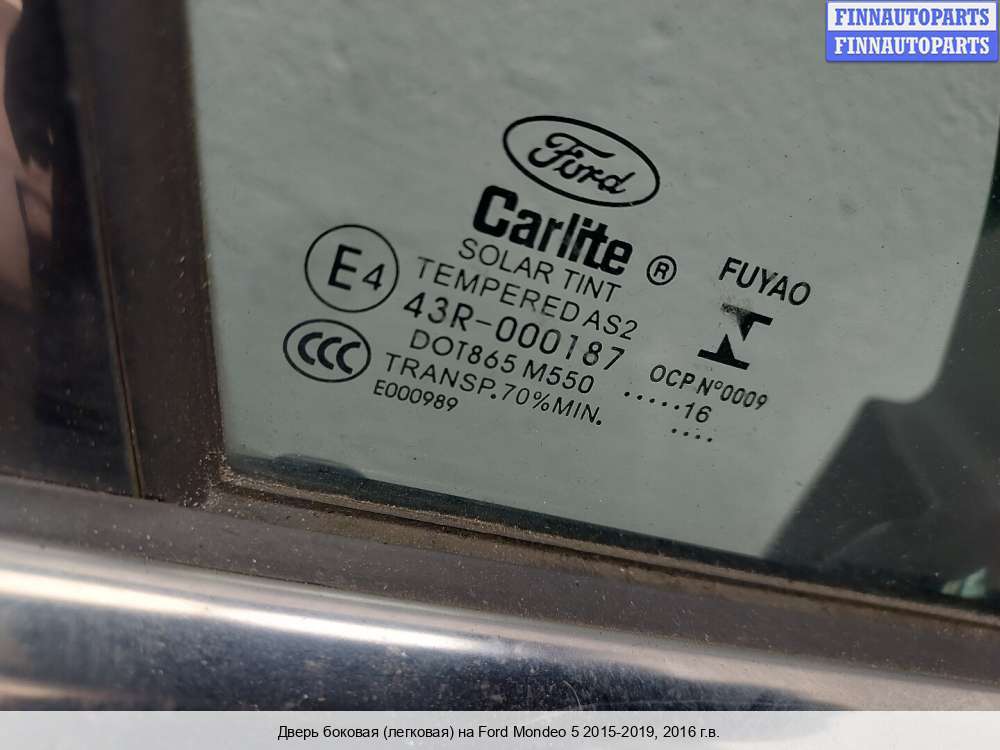 FINNAUTOPARTS
FINNAUTOPARTS
Ford
Carlite ®
SOLAR TINT
TEMPERED AS2
E4
43R-000187
DOT865 M550
CCC
TRANSP.70%MIN.
E000989
FUYAO
OCP Nº0009
.....16
....
Дверь боковая (легковая) на Ford Mondeo 5 2015-2019, 2016 г.в.